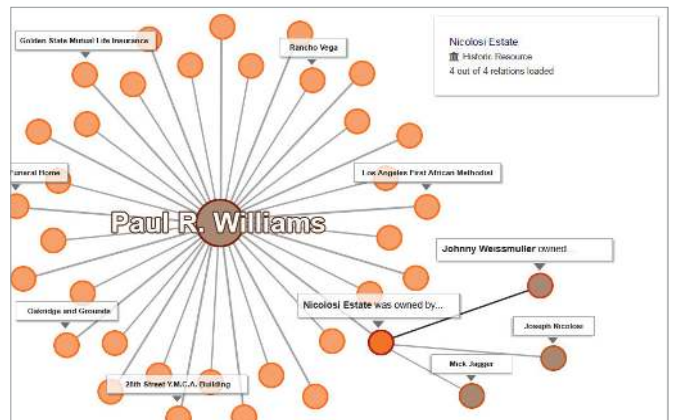 Golden State Mutual Life Insurance
Rancho Vega
Nicolosi Estate
Historic Resource
4 out of 4 relations loaded
Funeral Home
Los Angeles First African Methodist
Paul R. Williams
Johnny Weissmuller owned...
Nicolosi Estate was owned by...
Oakridge and Grounds
Joseph Nicolosi
Mick Jagger
28th Street Y.M.C.A. Building